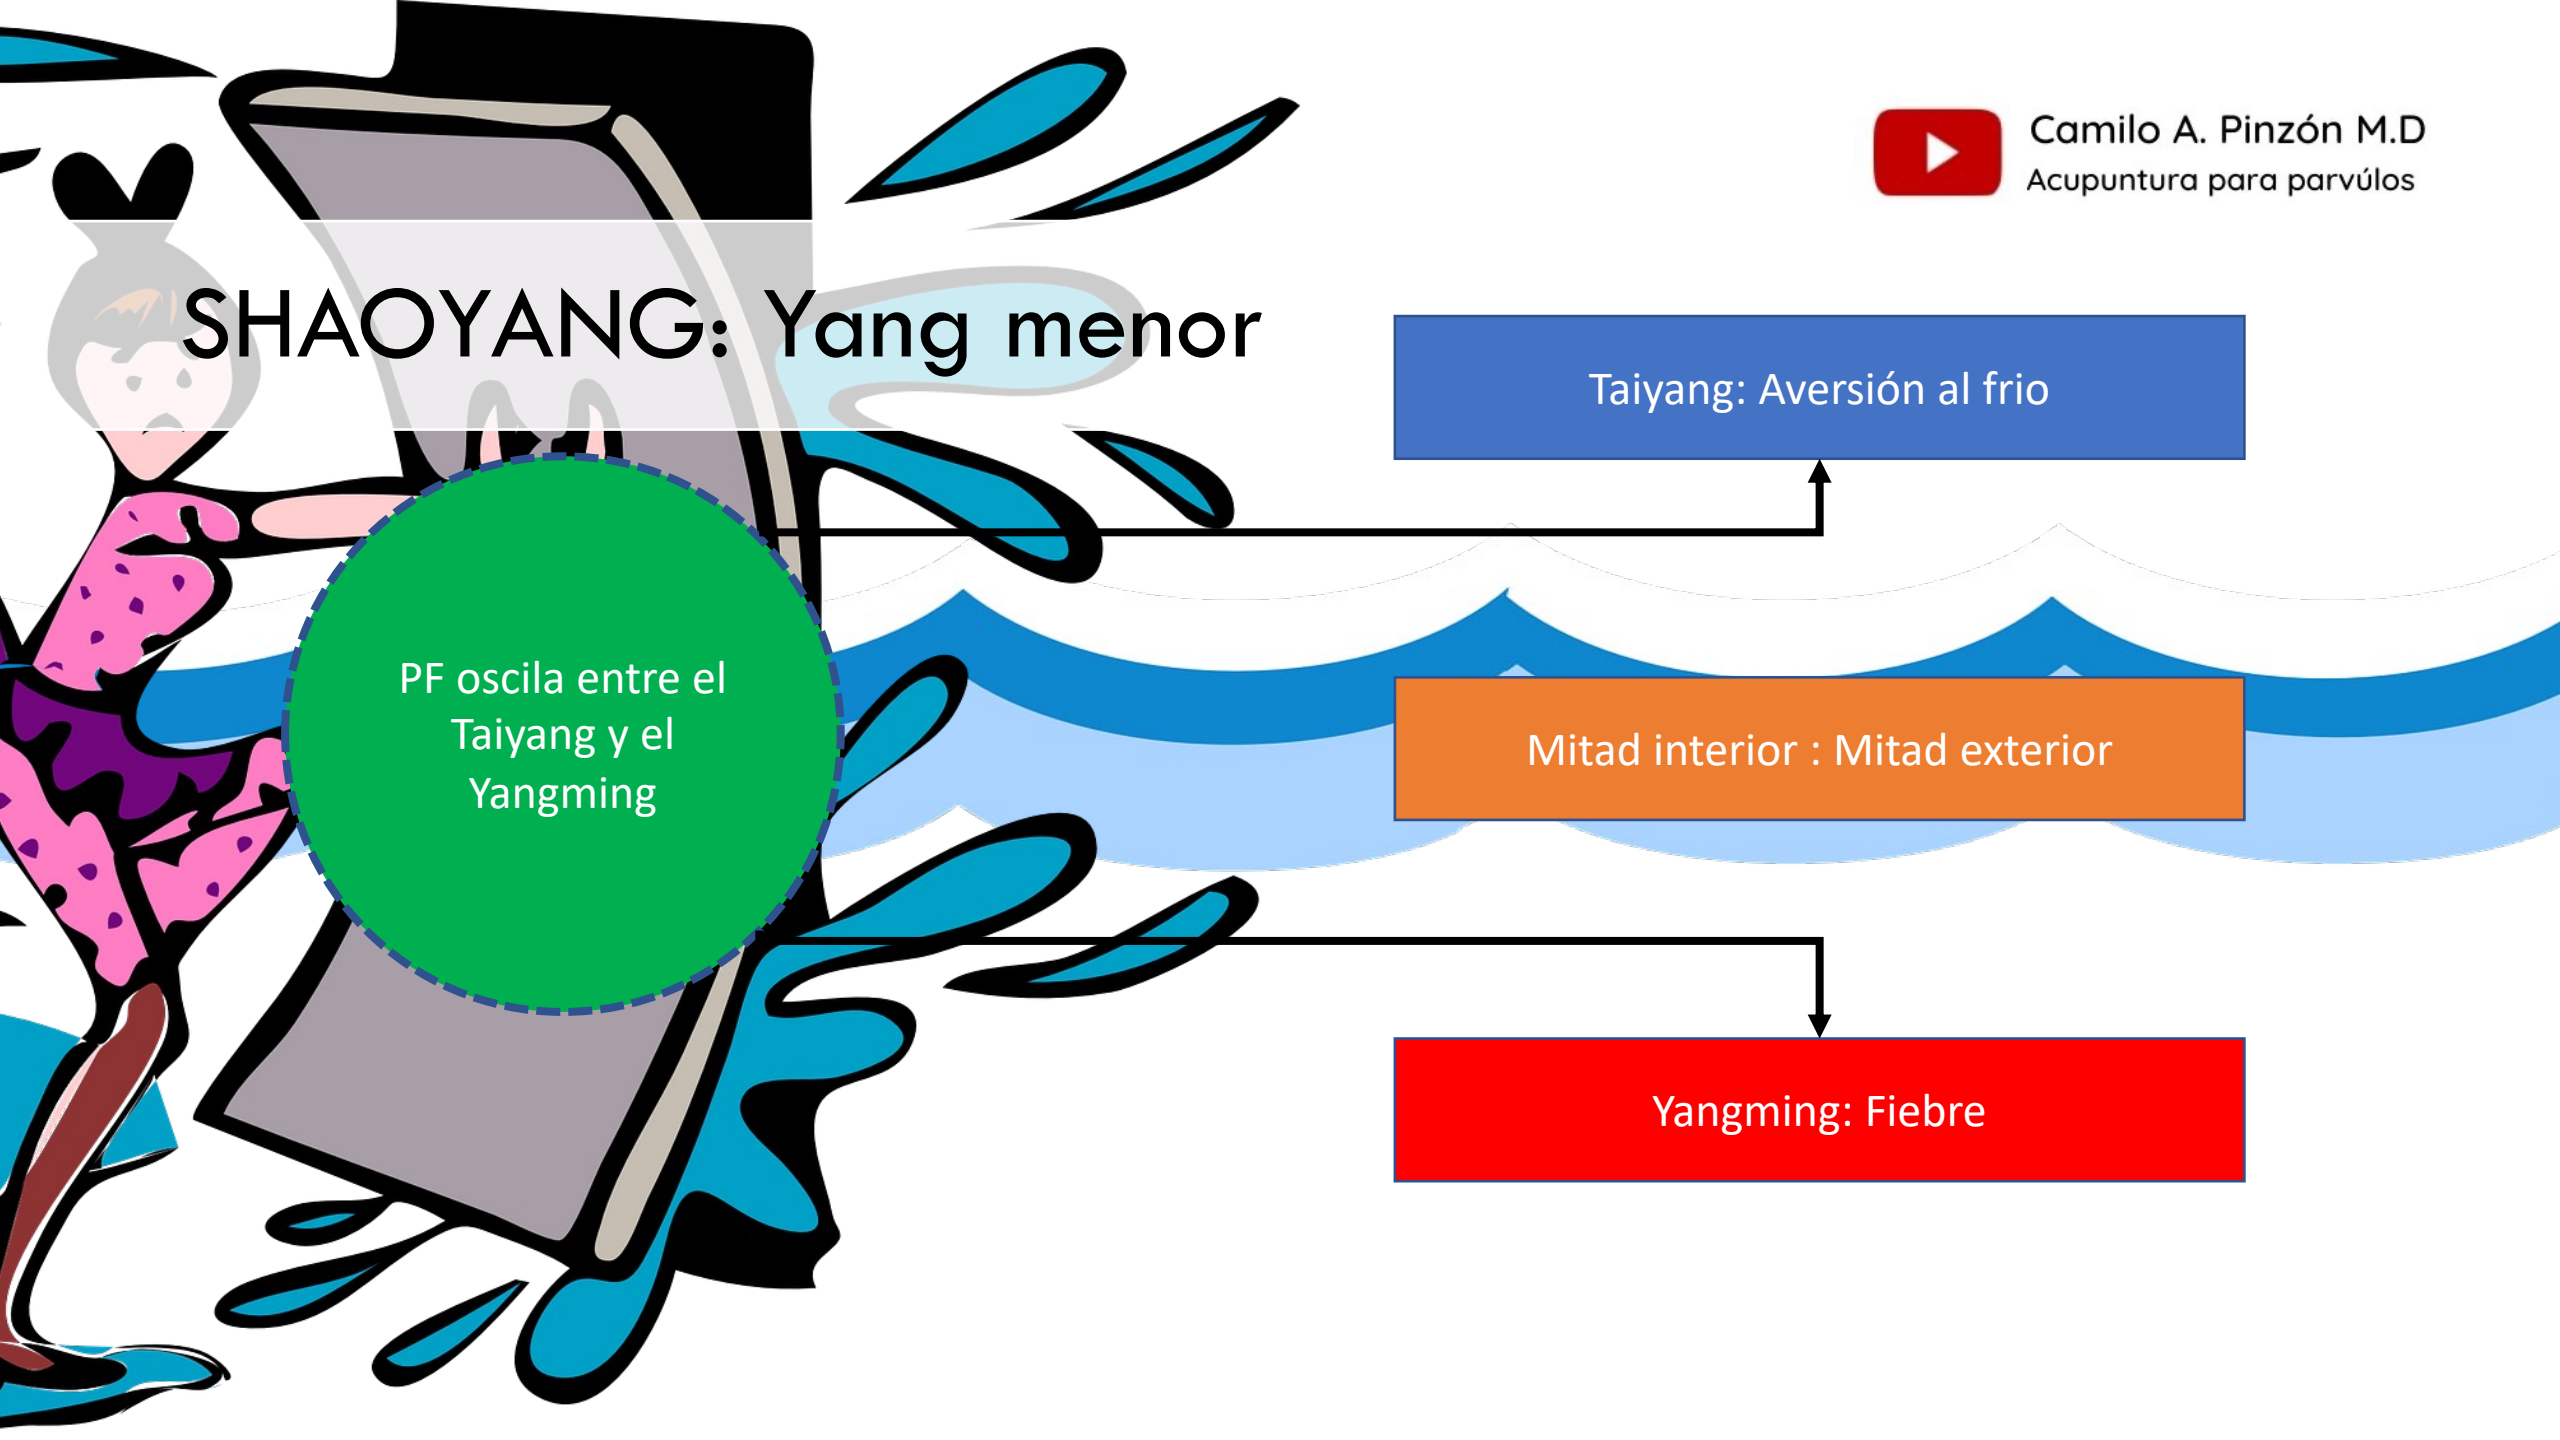 Camilo A. Pinzón M.D
Acupuntura para parvúlos
SHAOYANG: Yang menor
Taiyang: Aversión al frio
PF oscila entre el
Taiyang y el
Yangming
Mitad interior : Mitad exterior
Yangming: Fiebre